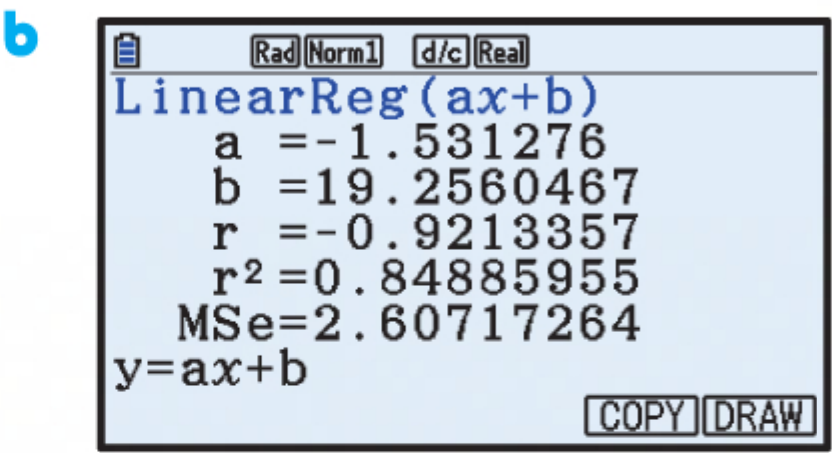 b
Rad Norm1 d/c Real
LinearReg(ax+b)
a =-1.531276
b =19.2560467
r =-0.9213357
r²=0.84885955
MSe=2.60717264
y=ax+b
COPY DRAW